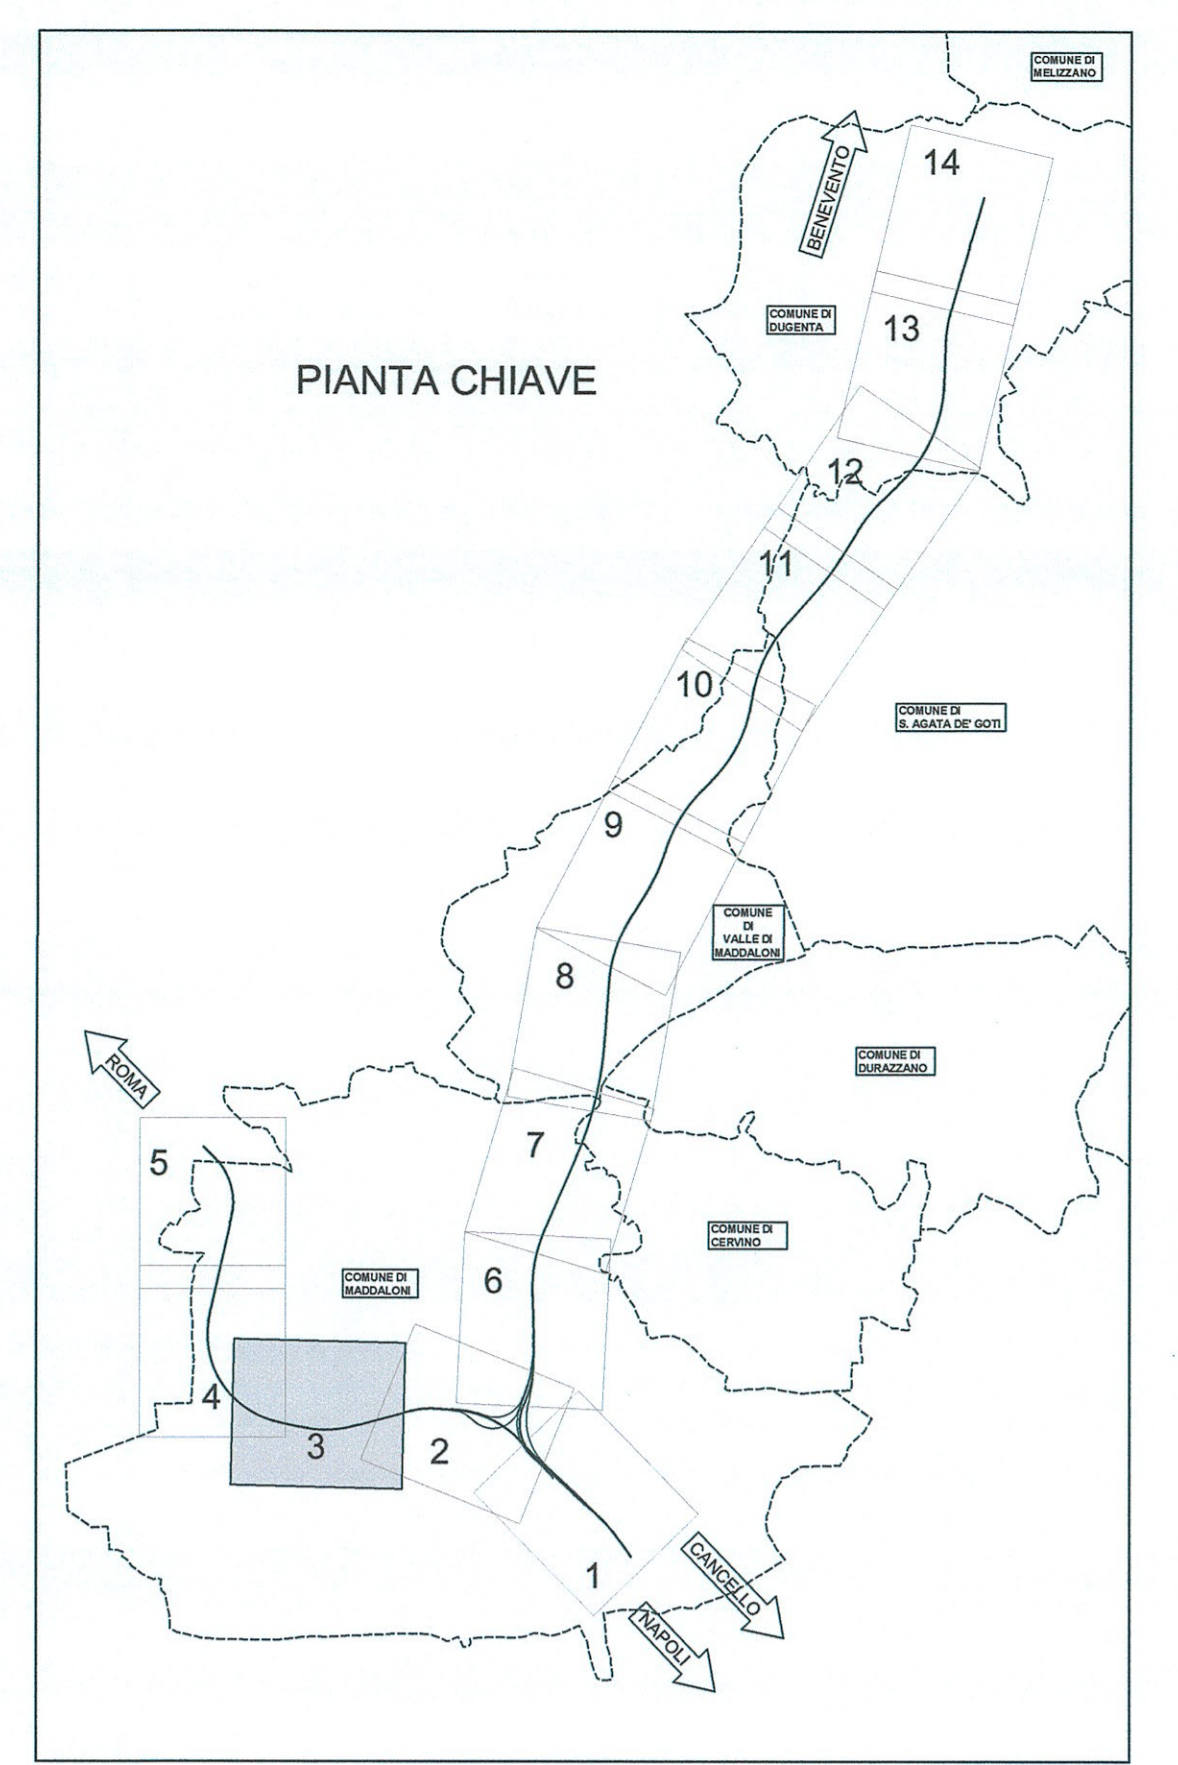 COMUNE DI
MELIZZANO
14
BENEVENTO
COMUNE DI
DUGENTA
13
PIANTA CHIAVE
12
11
10
COMUNE DI
S. AGATA DE' GOTI
9
COMUNE
DI
VALLE DI
MADDALONI
8
COMUNE DI
DURAZZANO
ROMA
7
5
COMUNE DI
CERVINO
COMUNE DI
MADDALONI
6
4
3
2
1
CANCELLO
NAPOLI